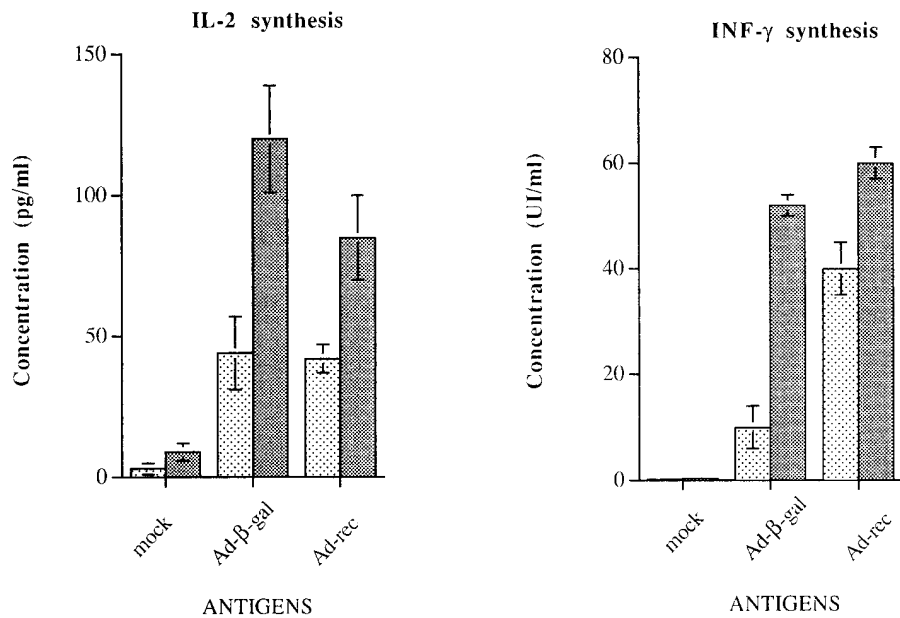 IL-2 synthesis
Concentration (pg/ml)
150
100
50
0
mock
Ad-β-gal
Ad-rec
ANTIGENS
INF-γ synthesis
Concentration (UI/ml)
80
60
40
20
0
mock
Ad-β-gal
Ad-rec
ANTIGENS